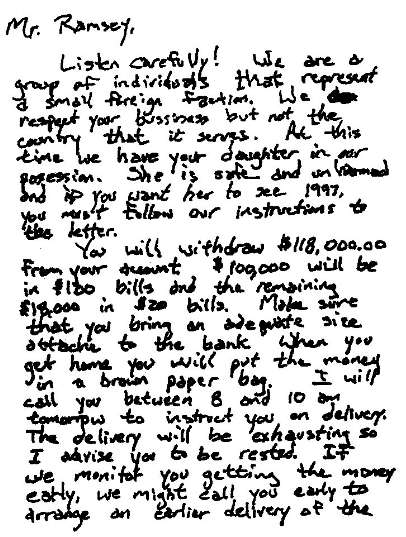 Mr. Ramsey,
Listen carefully! We are a
group of individuals that represent
a small foreign faction. We
respect your bussiness but not the
country that it serves. At this
time we have your daughter in our
posession. She is safe and unharmed
and if you want her to see 1997,
you must follow our instructions to
the letter.
You will withdraw $118,000.00
from your account. $100,000 will be
in $100 bills and the remaining
$18,000 in $20 bills. Make sure
that you bring an adequate size
attache to the bank. When you
get home you will put the money
in a brown paper bag. I will
call you between 8 and 10 am
tomorrow to instruct you on delivery.
The delivery will be exhausting so
I advise you to be rested. If
we monitor you getting the money
early, we might call you early to
arrange an earlier delivery of the